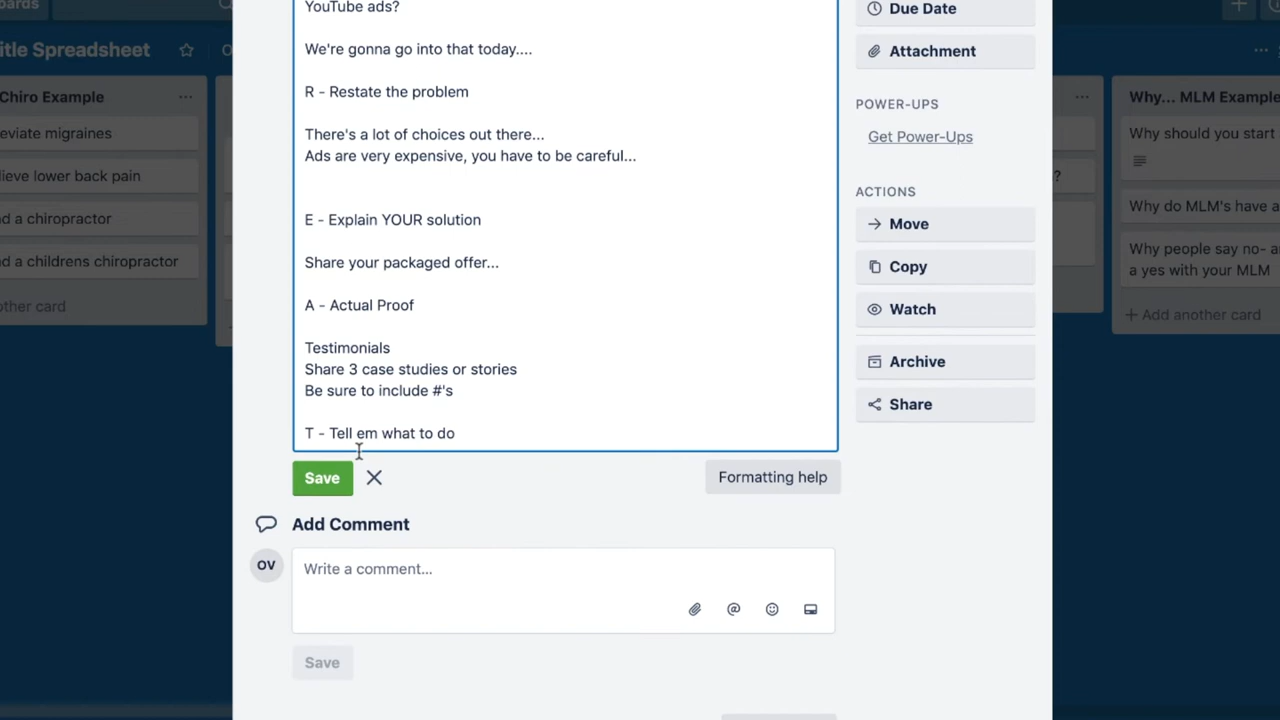 oards
itle Spreadsheet
O
Chiro Example
eviate migraines
lieve lower back pain
d a chiropractor
d a childrens chiropractor
other card
YouTube ads?
We're gonna go into that today....
R - Restate the problem
There's a lot of choices out there...
Ads are very expensive, you have to be careful...
E - Explain YOUR solution
Share your packaged offer...
A - Actual Proof
Testimonials
Share 3 case studies or stories
Be sure to include #'s
T - Tell em what to do
Save
Formatting help
Add Comment
OV
Write a comment...
Save
Due Date
Attachment
POWER-UPS
Get Power-Ups
ACTIONS
Move
Copy
Watch
Archive
Share
?
Why... MLM Example
Why should you start
Why do MLM's have a
Why people say no- a
a yes with your MLM
+ Add another card